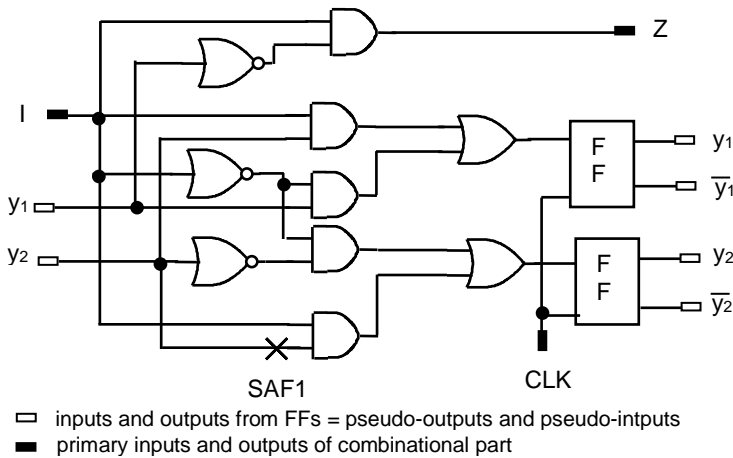 Z
I
F
F
y1
y1
y1
y2
F
F
y2
y2
SAF1
CLK
inputs and outputs from FFs = pseudo-outputs and pseudo-intputs
primary inputs and outputs of combinational part